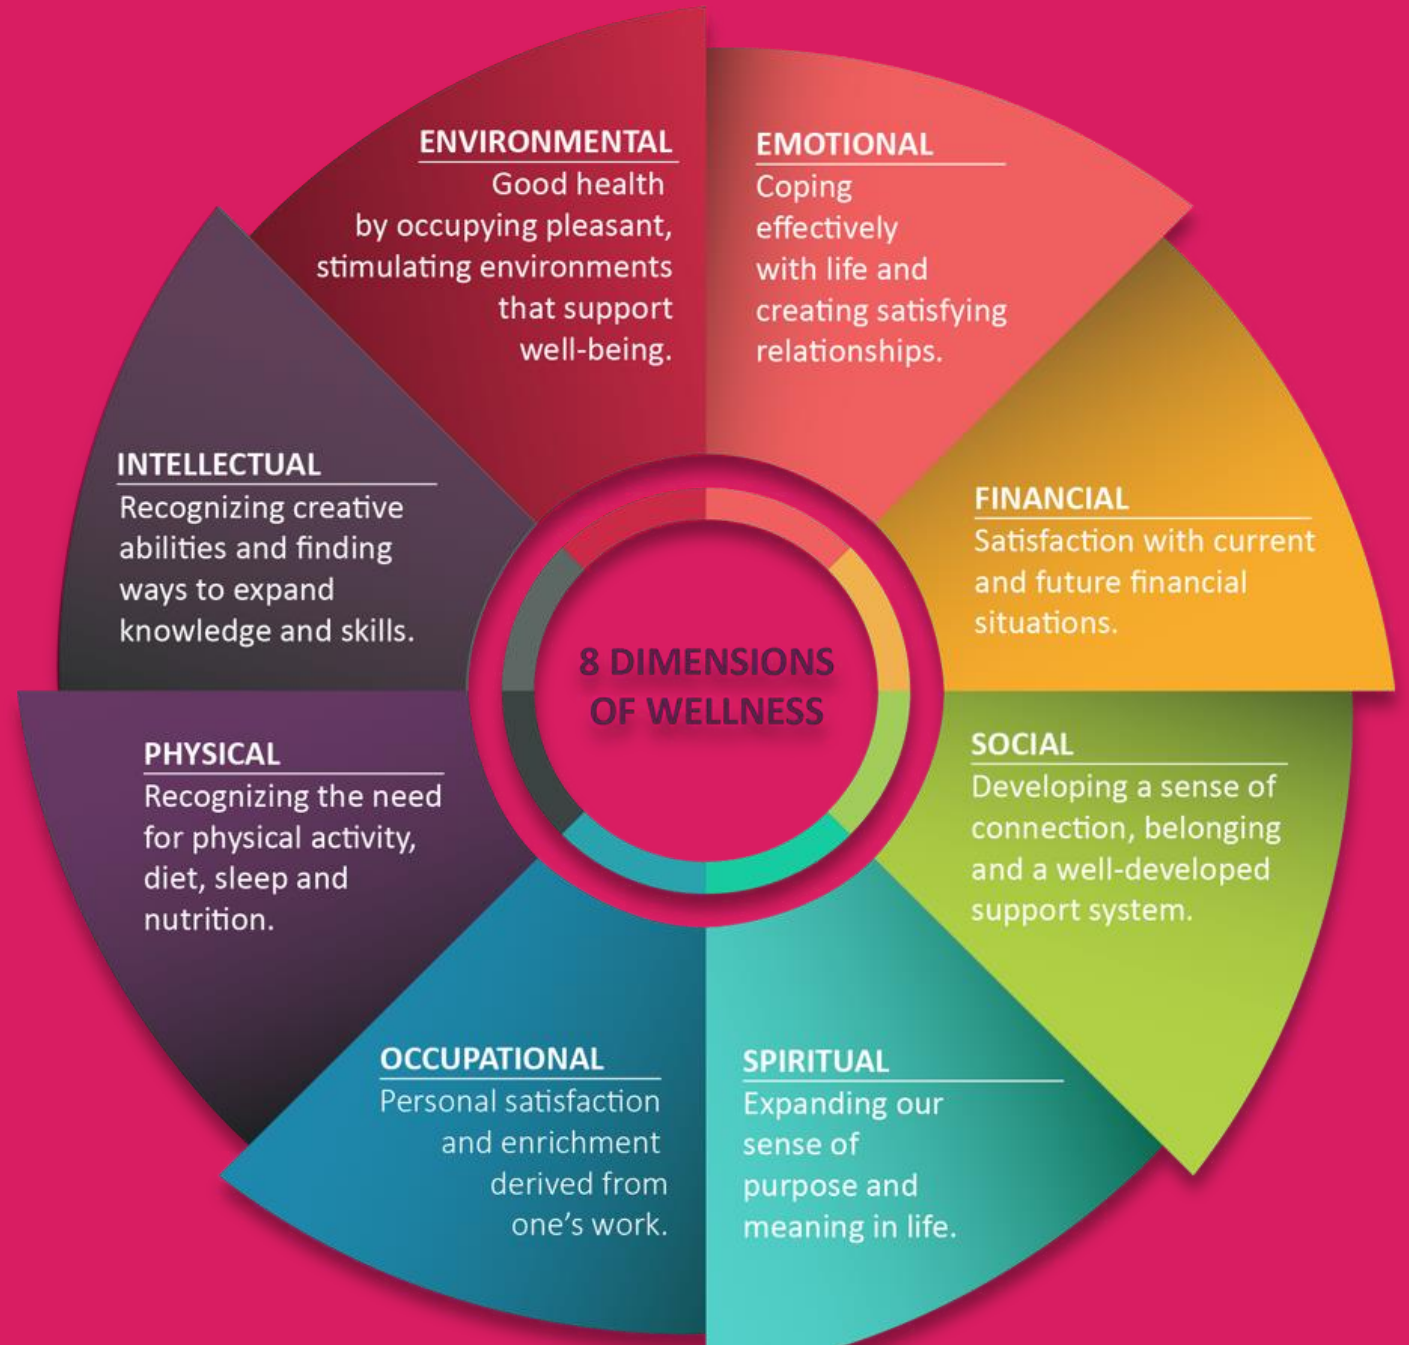 ENVIRONMENTAL
Good health
by occupying pleasant,
stimulating environments
that support
well-being.
EMOTIONAL
Coping
effectively
with life and
creating satisfying
relationships.
INTELLECTUAL
Recognizing creative
abilities and finding
ways to expand
knowledge and skills.
FINANCIAL
Satisfaction with current
and future financial
situations.
8 DIMENSIONS
OF WELLNESS
PHYSICAL
Recognizing the need
for physical activity,
diet, sleep and
nutrition.
SOCIAL
Developing a sense of
connection, belonging
and a well-developed
support system.
OCCUPATIONAL
Personal satisfaction
and enrichment
derived from
one’s work.
SPIRITUAL
Expanding our
sense of
purpose and
meaning in life.